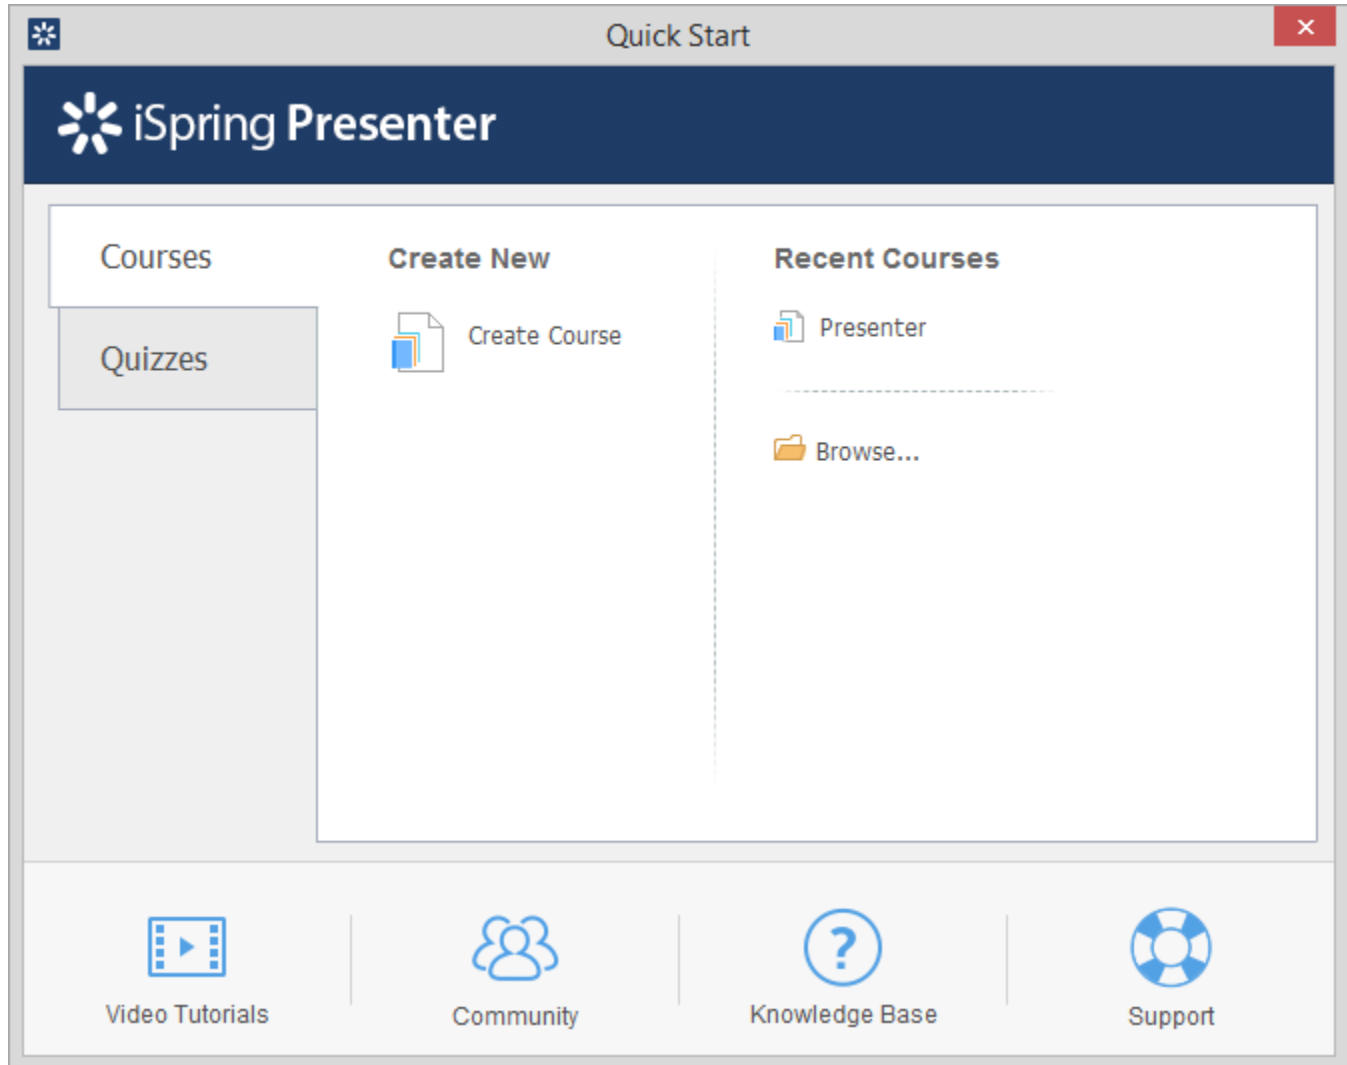 Quick Start
iSpring Presenter
Courses
Quizzes
Create New
Create Course
Recent Courses
Presenter
Browse...
Video Tutorials
Community
Knowledge Base
Support